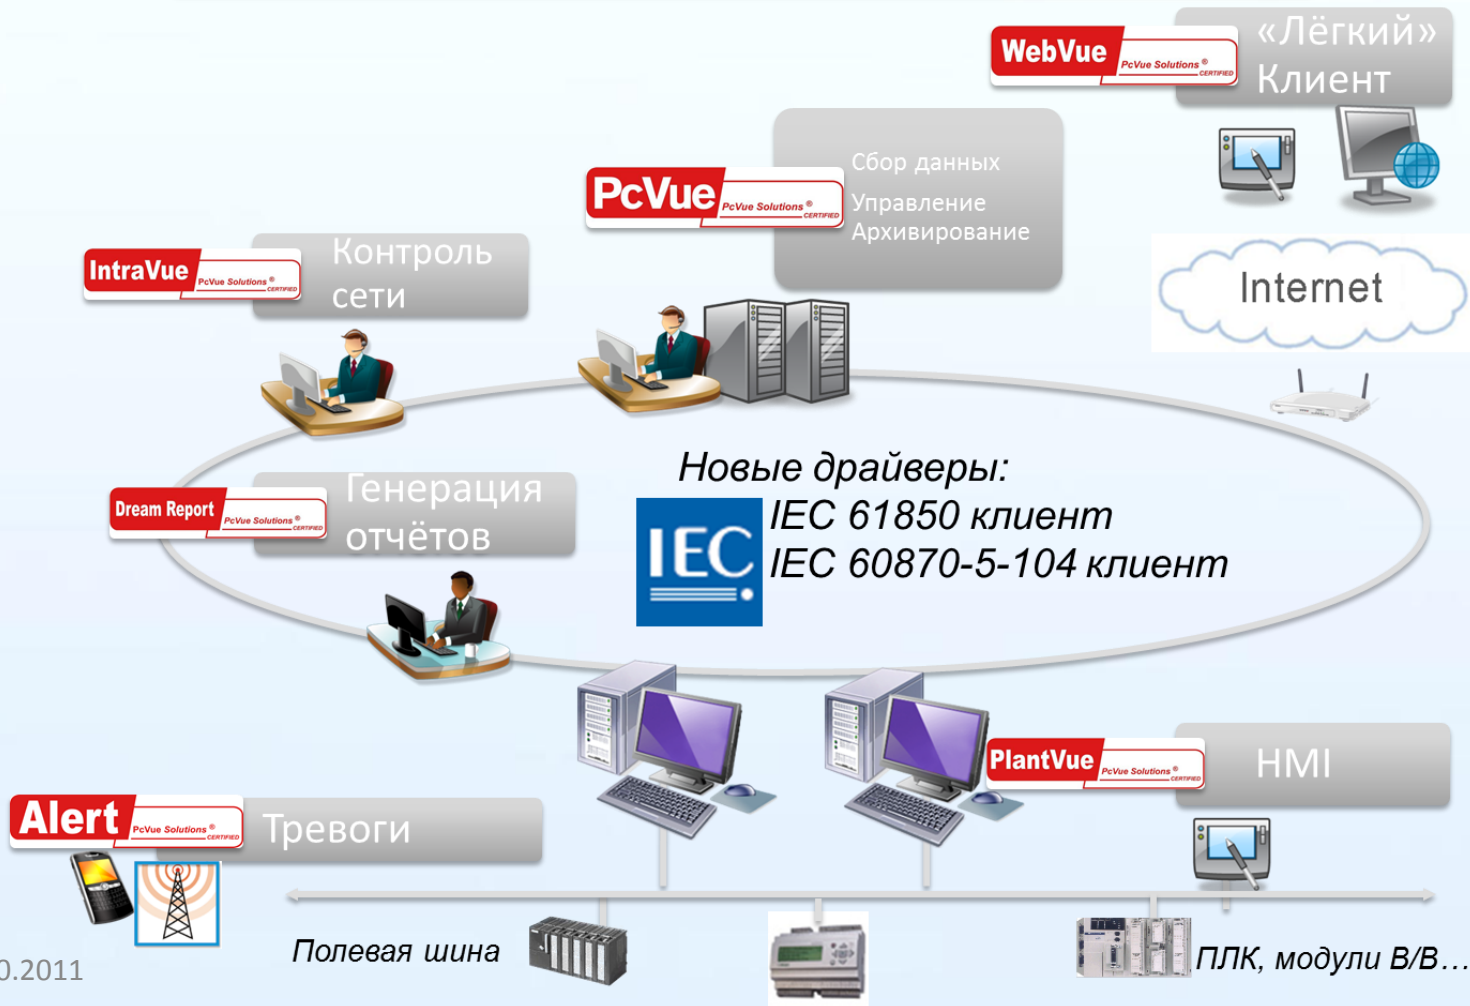 WebVue
PcVue Solutions ®
CERTIFIED
«Лёгкий»
Клиент
PcVue
PcVue Solutions ®
CERTIFIED
Сбор данных
Управление
Архивирование
IntraVue
PcVue Solutions ®
CERTIFIED
Контроль
сети
Internet
Новые драйверы:
IEC 61850 клиент
IEC 60870-5-104 клиент
IEC
Dream Report
PcVue Solutions ®
CERTIFIED
Генерация
отчётов
PlantVue
PcVue Solutions ®
CERTIFIED
HMI
Alert
PcVue Solutions ®
CERTIFIED
Тревоги
Полевая шина
ПЛК, модули В/В…
0.2011